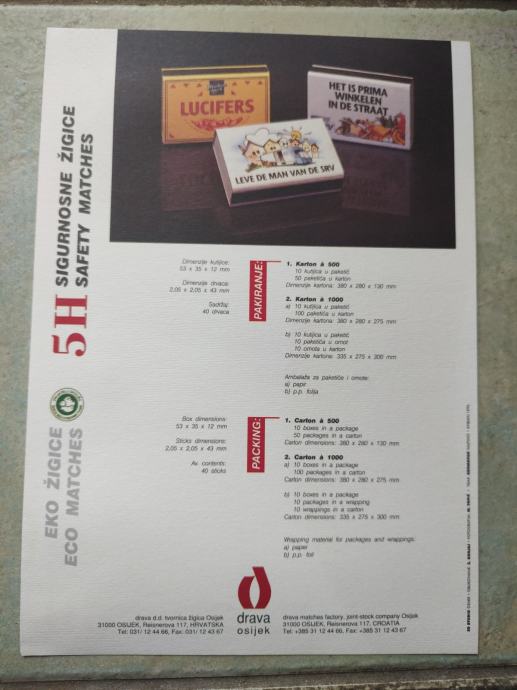 LUCIFERS
HET IS PRIMA
WINKELEN
IN DE STRAAT
LEVE DE MAN VAN DE SRV
5H SIGURNOSNE ŽIGICE
SAFETY MATCHES
EKO ŽIGICE
ECO MATCHES
Dimenzije kutijice:
53 x 35 x 12 mm
Dimenzije drvaca:
2,05 x 2,05 x 43 mm
Sadržaj:
40 drvaca
PAKIRANJE:
1. Karton à 500
10 kutijica u paketić
50 paketića u karton
Dimenzije kartona: 380 x 280 x 130 mm
2. Karton à 1000
a) 10 kutijica u paketić
100 paketića u karton
Dimenzije kartona: 380 x 280 x 275 mm
b) 10 kutijica u paketić
10 paketića u omot
10 omota u karton
Dimenzije kartona: 335 x 275 x 300 mm
Ambalaža za paketiće i omote:
a) papir
b) p.p. folija
Box dimensions:
53 x 35 x 12 mm
Sticks dimensions:
2,05 x 2,05 x 43 mm
Av. contents:
40 sticks
PACKING:
1. Carton à 500
10 boxes in a package
50 packages in a carton
Carton dimensions: 380 x 280 x 130 mm
2. Carton à 1000
a) 10 boxes in a package
100 packages in a carton
Carton dimensions: 380 x 280 x 275 mm
b) 10 boxes in a package
10 packages in a wrapping
10 wrappings in a carton
Carton dimensions: 335 x 275 x 300 mm
Wrapping material for packages and wrappings:
a) paper
b) p.p. foil
drava
osijek
drava d.d. tvornica žigica Osijek
31000 OSIJEK, Reisnerova 117, HRVATSKA
Tel: 031/ 12 44 66, Fax: 031/ 12 43 67
drava matches factory, joint-stock company Osijek
31000 OSIJEK, Reisnerova 117, CROATIA
Tel: +385 31 12 44 66, Fax: +385 31 12 43 67